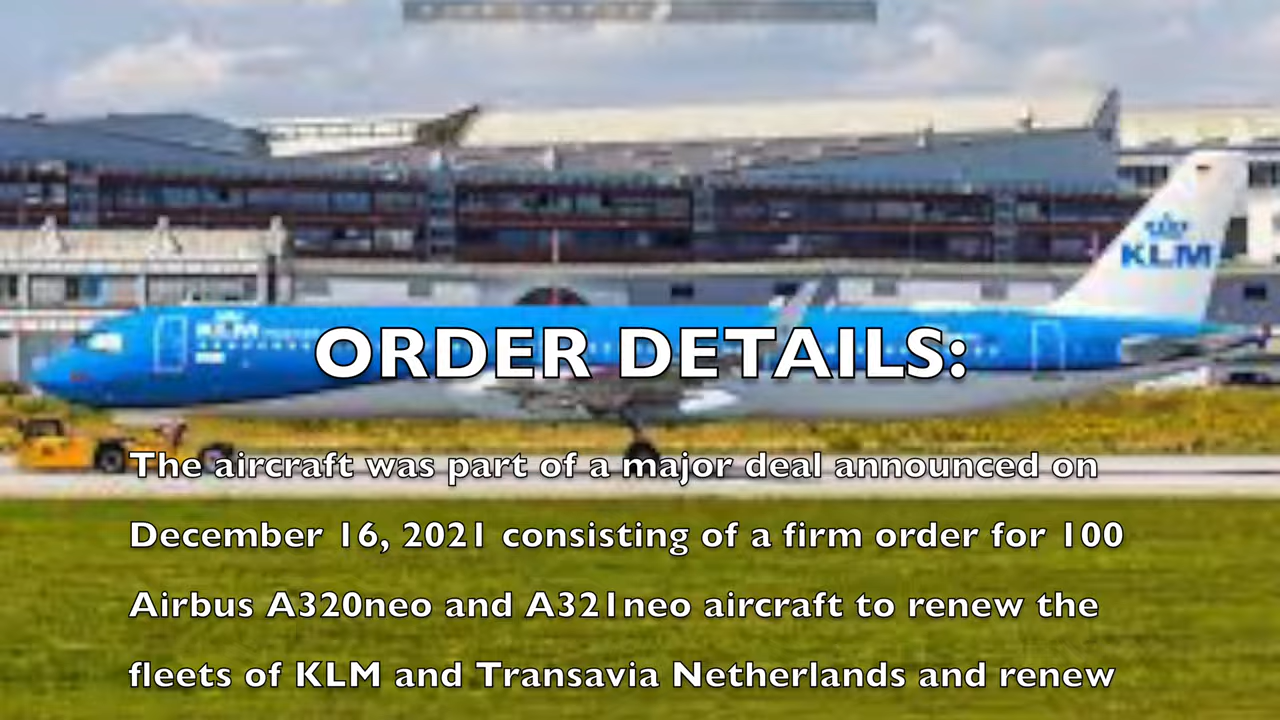 KLM
KLM
ORDER DETAILS:
The aircraft was part of a major deal announced on
December 16, 2021 consisting of a firm order for 100
Airbus A320neo and A321neo aircraft to renew the
fleets of KLM and Transavia Netherlands and renew